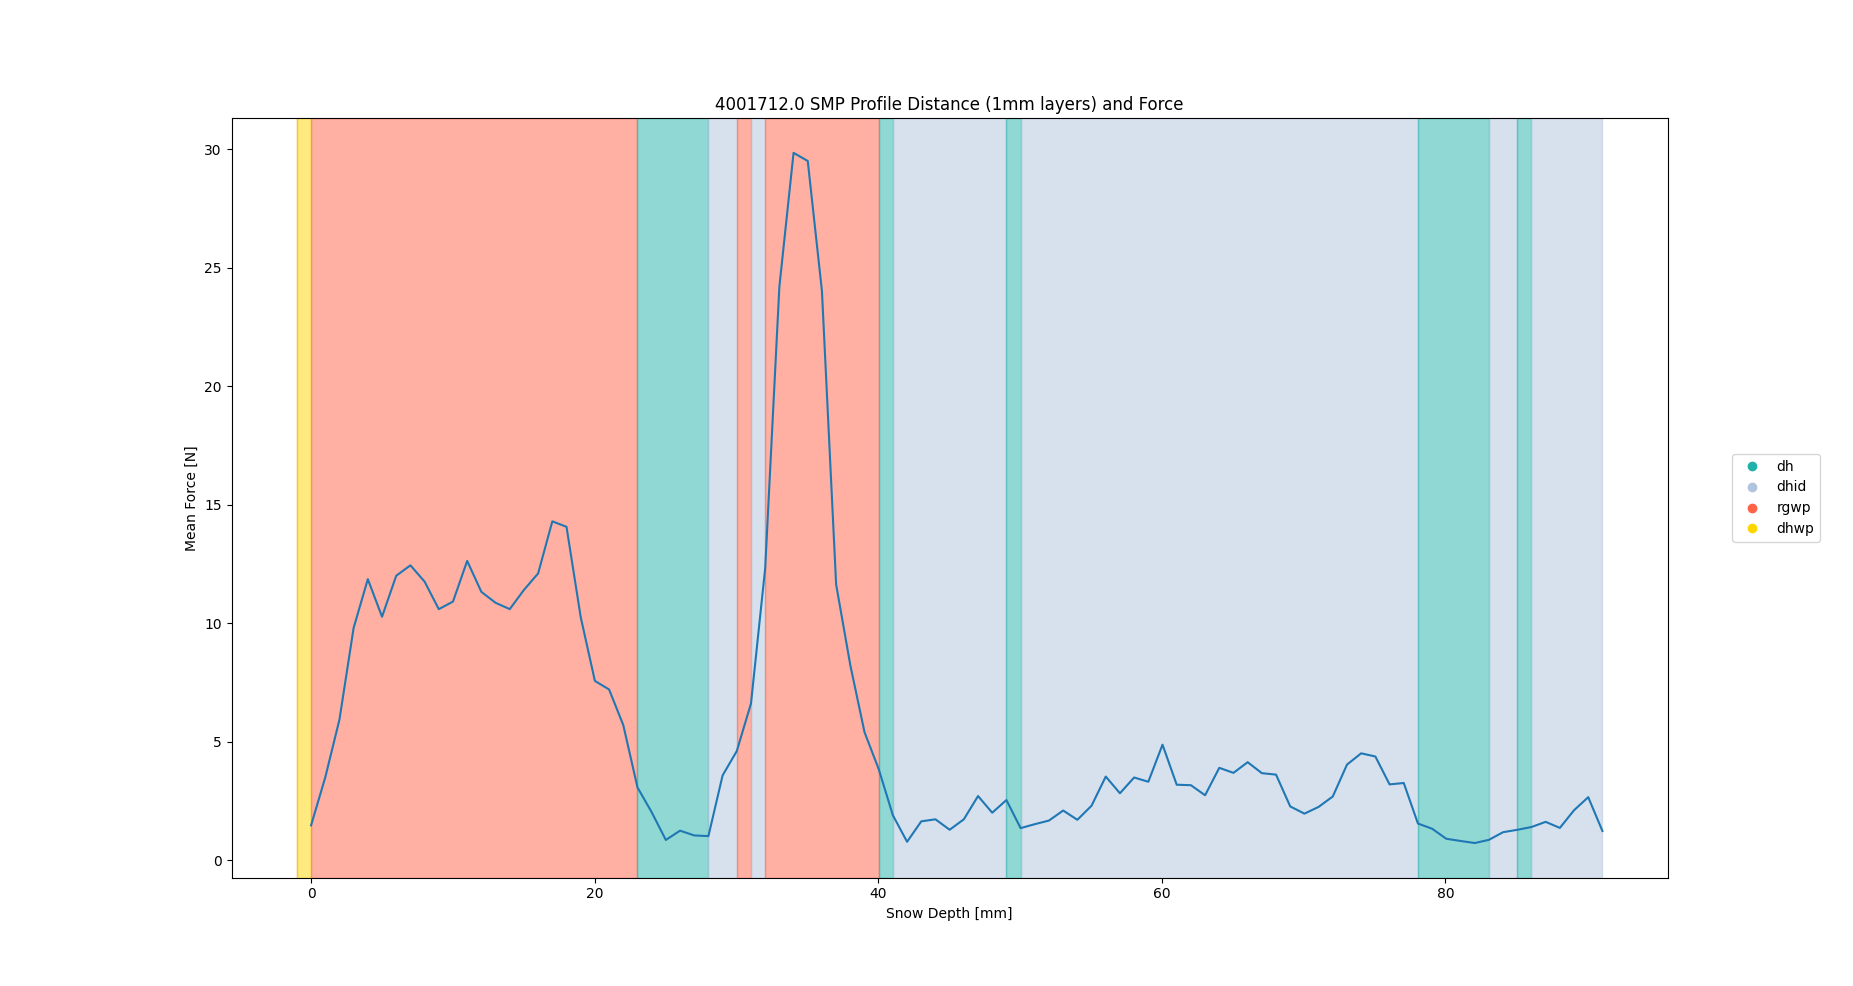 4001712.0 SMP Profile Distance (1mm layers) and Force
Mean Force [N]
30
25
20
15
10
5
0
0 20 40 60 80
Snow Depth [mm]
dh
dhid
rgwp
dhwp